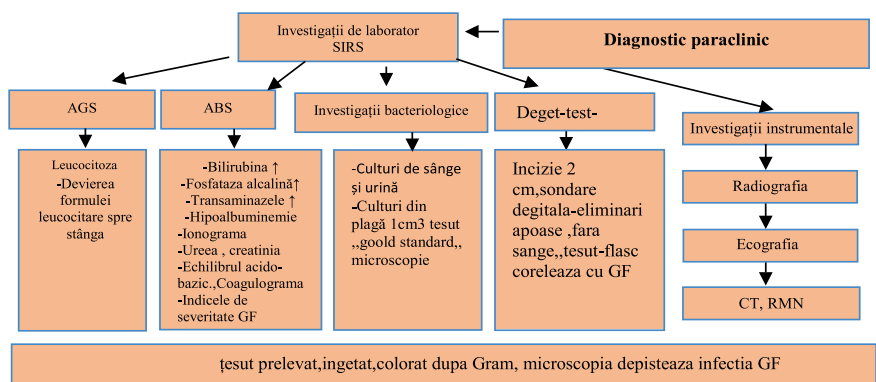 Investigații de laborator
SIRS
Diagnostic paraclinic
AGS
ABS
Investigații bacteriologice
Deget-test-
Investigații instrumentale
Leucocitoza
-Devierea
formulei
leucocitare spre
stânga
-Bilirubina ↑
-Fosfataza alcalină↑
-Transaminazele ↑
-Hipoalbuminemie
-Ionograma
-Ureea , creatinia
-Echilibrul acido-
bazic.,Coagulograma
-Indicele de
severitate GF
-Culturi de sânge
și urină
-Culturi din
plagă 1cm3 tesut
,,goold standard,,
microscopie
Incizie 2
cm,sondare
degitala-eliminari
apoase ,fara
sange,,tesut-flasc
coreleaza cu GF
Radiografia
Ecografia
CT, RMN
țesut prelevat,ingetat,colorat dupa Gram, microscopia depisteaza infectia GF